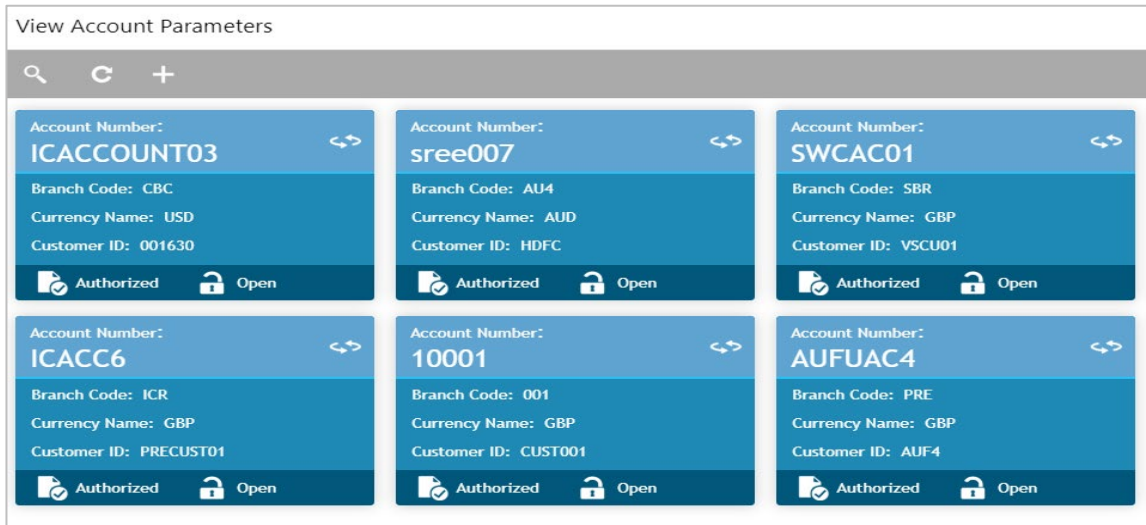 View Account Parameters
Account Number:
ICACCOUNT03
Branch Code: CBC
Currency Name: USD
Customer ID: 001630
Authorized Open
Account Number:
sree007
Branch Code: AU4
Currency Name: AUD
Customer ID: HDFC
Authorized Open
Account Number:
SWCAC01
Branch Code: SBR
Currency Name: GBP
Customer ID: VSCU01
Authorized Open
Account Number:
ICACC6
Branch Code: ICR
Currency Name: GBP
Customer ID: PRECUST01
Authorized Open
Account Number:
10001
Branch Code: 001
Currency Name: GBP
Customer ID: CUST001
Authorized Open
Account Number:
AUFUAC4
Branch Code: PRE
Currency Name: GBP
Customer ID: AUF4
Authorized Open